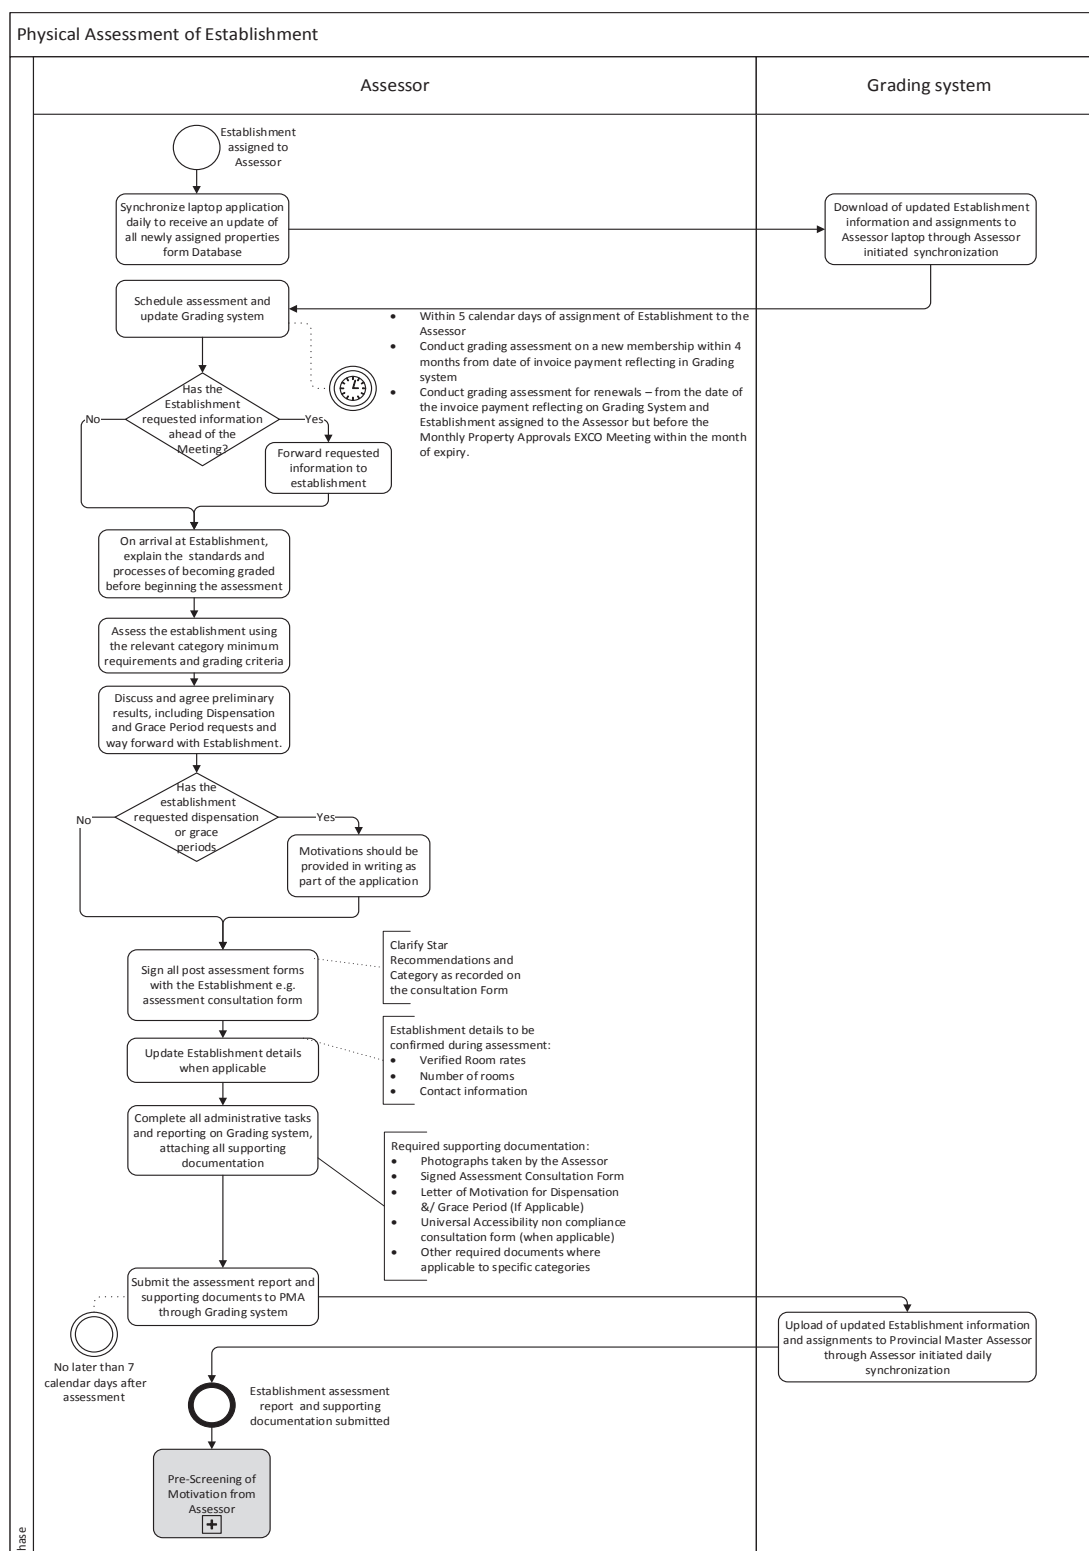 Physical Assessment of Establishment
Assessor
Grading system
Establishment
assigned to
Assessor
Synchronize laptop application
daily to receive an update of
all newly assigned properties
form Database
Download of updated Establishment
information and assignments to
Assessor laptop through Assessor
initiated synchronization
Schedule assessment and
update Grading system
• Within 5 calendar days of assignment of Establishment to the
Assessor
• Conduct grading assessment on a new membership within 4
months from date of invoice payment reflecting in Grading
system
• Conduct grading assessment for renewals – from the date of
the invoice payment reflecting on Grading System and
Establishment assigned to the Assessor but before the
Monthly Property Approvals EXCO Meeting within the month
of expiry.
Has the
Establishment
requested information
ahead of the
Meeting?
No
Yes
Forward requested
information to
establishment
On arrival at Establishment,
explain the standards and
processes of becoming graded
before beginning the assessment
Assess the establishment using
the relevant category minimum
requirements and grading criteria
Discuss and agree preliminary
results, including Dispensation
and Grace Period requests and
way forward with Establishment.
Has the
establishment
requested dispensation
or grace
periods
No
Yes
Motivations should be
provided in writing as
part of the application
Sign all post assessment forms
with the Establishment e.g.
assessment consultation form
Clarify Star
Recommendations and
Category as recorded on
the consultation Form
Update Establishment details
when applicable
Establishment details to be
confirmed during assessment:
• Verified Room rates
• Number of rooms
• Contact information
Complete all administrative tasks
and reporting on Grading system,
attaching all supporting
documentation
Required supporting documentation:
• Photographs taken by the Assessor
• Signed Assessment Consultation Form
• Letter of Motivation for Dispensation
&/ Grace Period (If Applicable)
• Universal Accessibility non compliance
consultation form (when applicable)
• Other required documents where
applicable to specific categories
Submit the assessment report and
supporting documents to PMA
through Grading system
No later than 7
calendar days after
assessment
Upload of updated Establishment information
and assignments to Provincial Master Assessor
through Assessor initiated daily
synchronization
Establishment assessment
report and supporting
documentation submitted
Pre-Screening of
Motivation from
Assessor
hase